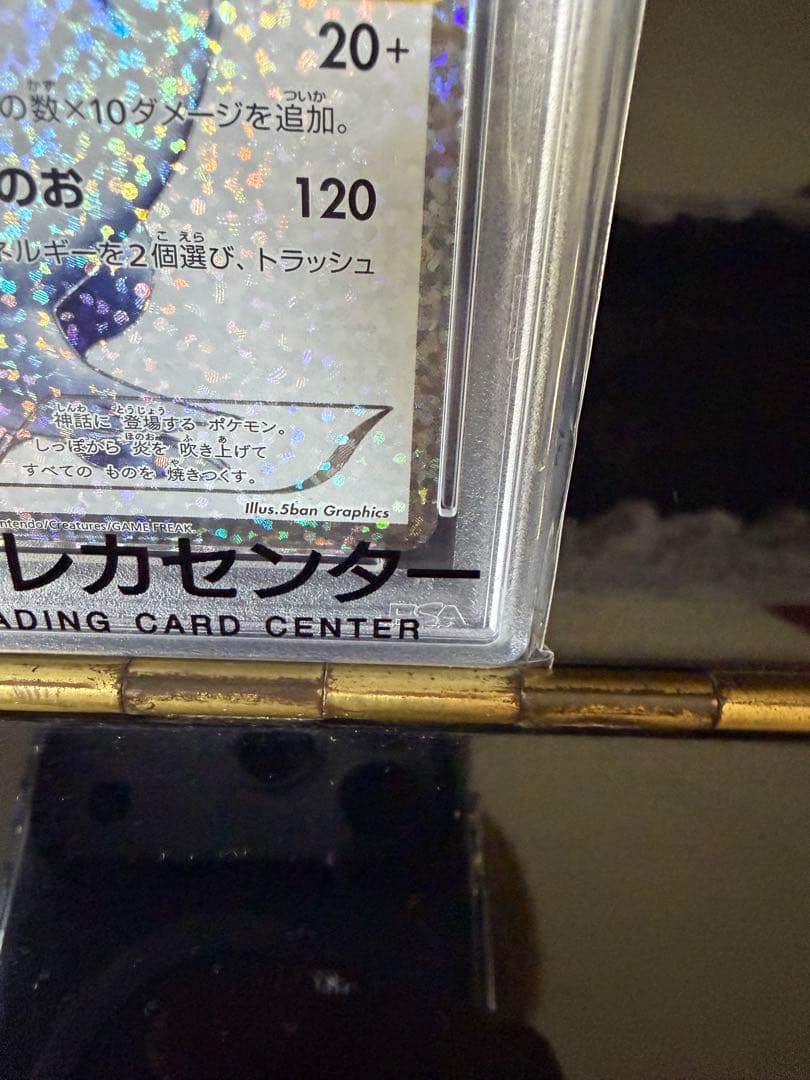 20+
の数×10ダメージを追加。
のお 120
ネルギーを2個選び、トラッシュ
神話に 登場する ポケモン。
しっぽから 炎を 吹き上げて
すべての ものを 焼きつくす。
Illus.5ban Graphics
ntendo/Creatures/GAME FREAK.
レカセンター
ADING CARD CENTER
PSA